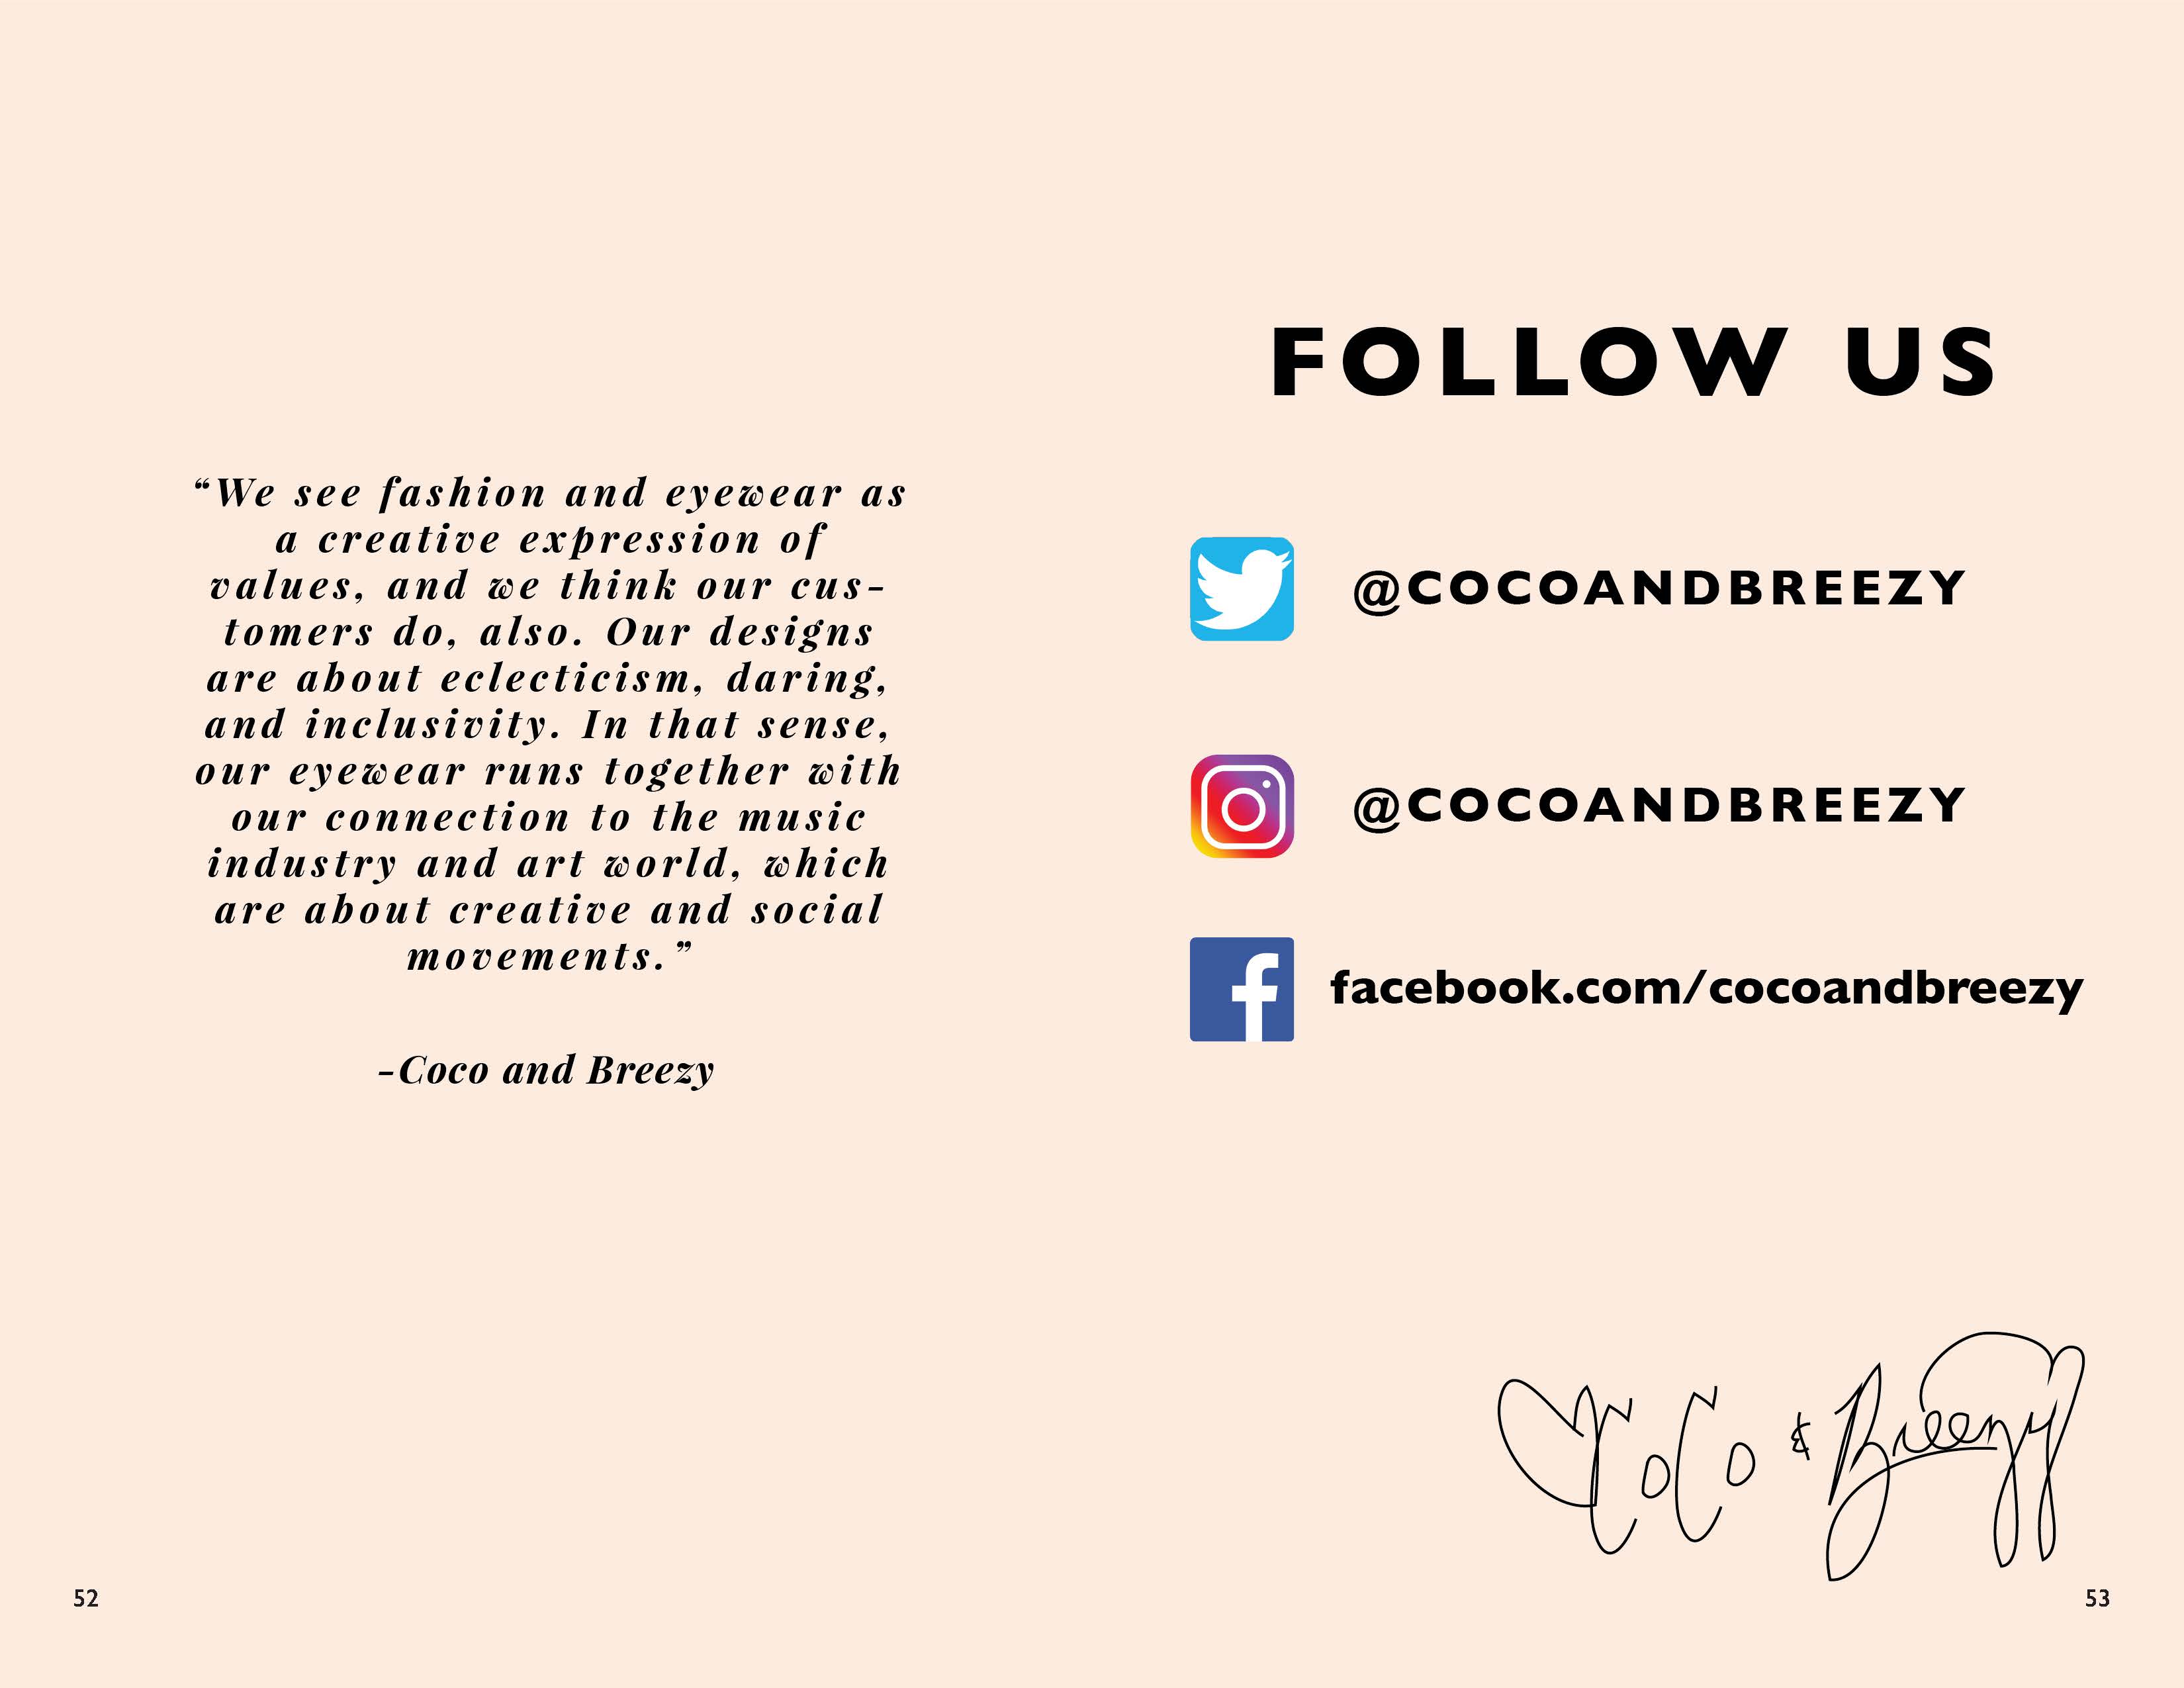 “We see fashion and eyewear as
a creative expression of
values, and we think our cus-
tomers do, also. Our designs
are about eclecticism, daring,
and inclusivity. In that sense,
our eyewear runs together with
our connection to the music
industry and art world, which
are about creative and social
movements.”
-Coco and Breezy
52
FOLLOW US
@COCOANDBREEZY
@COCOANDBREEZY
facebook.com/cocoandbreezy
CoCo & Breezy
53